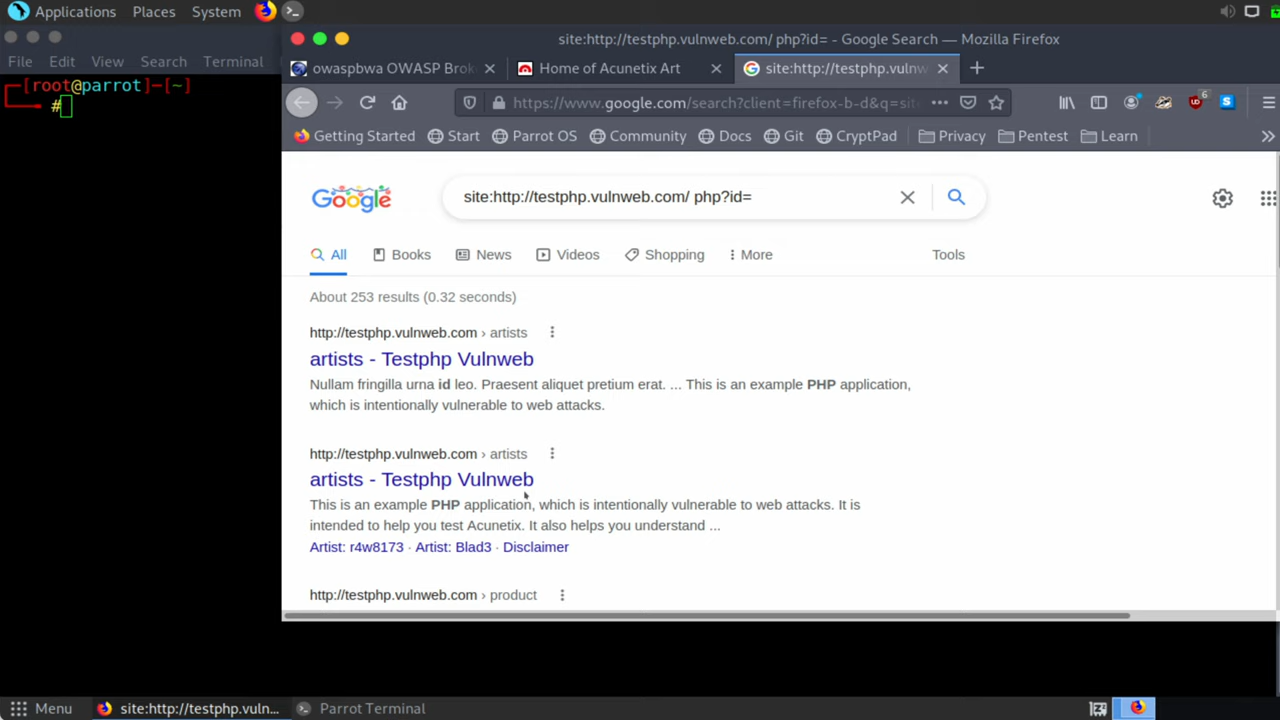 Applications Places System
site:http://testphp.vulnweb.com/ php?id= - Google Search — Mozilla Firefox
File Edit View Search Terminal
owaspbwa OWASP Brok
Home of Acunetix Art
site:http://testphp.vulnw
[root@parrot]-[~]
#
https://www.google.com/search?client=firefox-b-d&q=sit
6
Getting Started Start Parrot OS Community Docs Git CryptPad Privacy Pentest Learn
Google
site:http://testphp.vulnweb.com/ php?id=
All Books News Videos Shopping More Tools
About 253 results (0.32 seconds)
http://testphp.vulnweb.com › artists
artists - Testphp Vulnweb
Nullam fringilla urna id leo. Praesent aliquet pretium erat. ... This is an example PHP application,
which is intentionally vulnerable to web attacks.
http://testphp.vulnweb.com › artists
artists - Testphp Vulnweb
This is an example PHP application, which is intentionally vulnerable to web attacks. It is
intended to help you test Acunetix. It also helps you understand ...
Artist: r4w8173 · Artist: Blad3 · Disclaimer
http://testphp.vulnweb.com › product
Menu
site:http://testphp.vuln...
Parrot Terminal